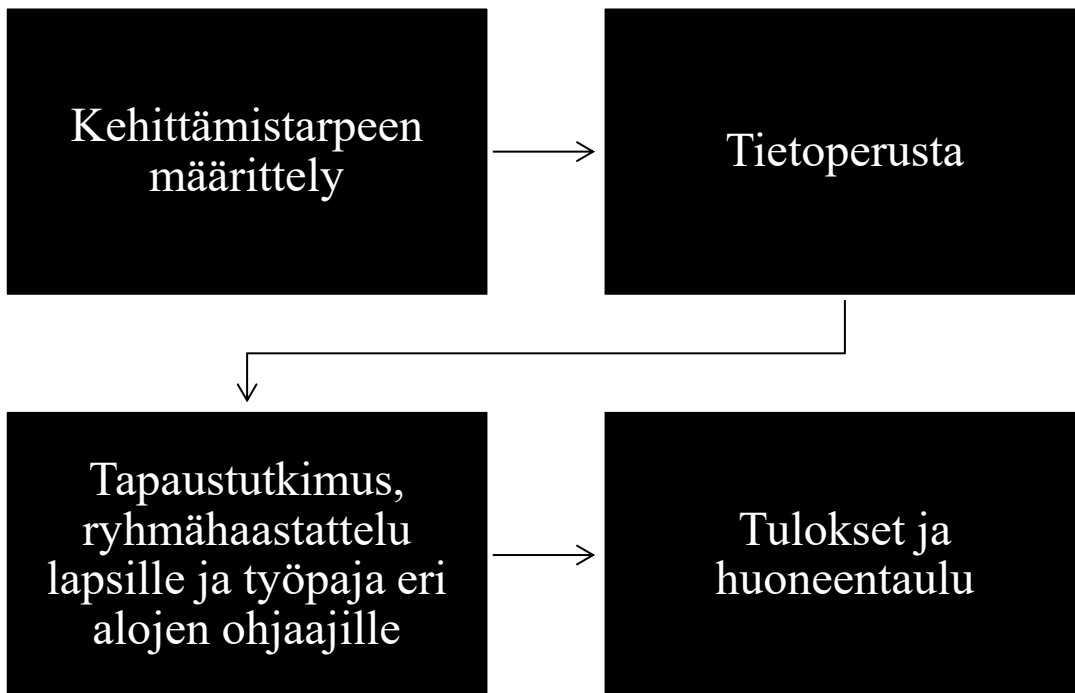 Kehittämistarpeen
määrittely
Tietoperusta
Tapaustutkimus,
ryhmähaastattelu
lapsille ja työpaja eri
alojen ohjaajille
Tulokset ja
huoneentaulu